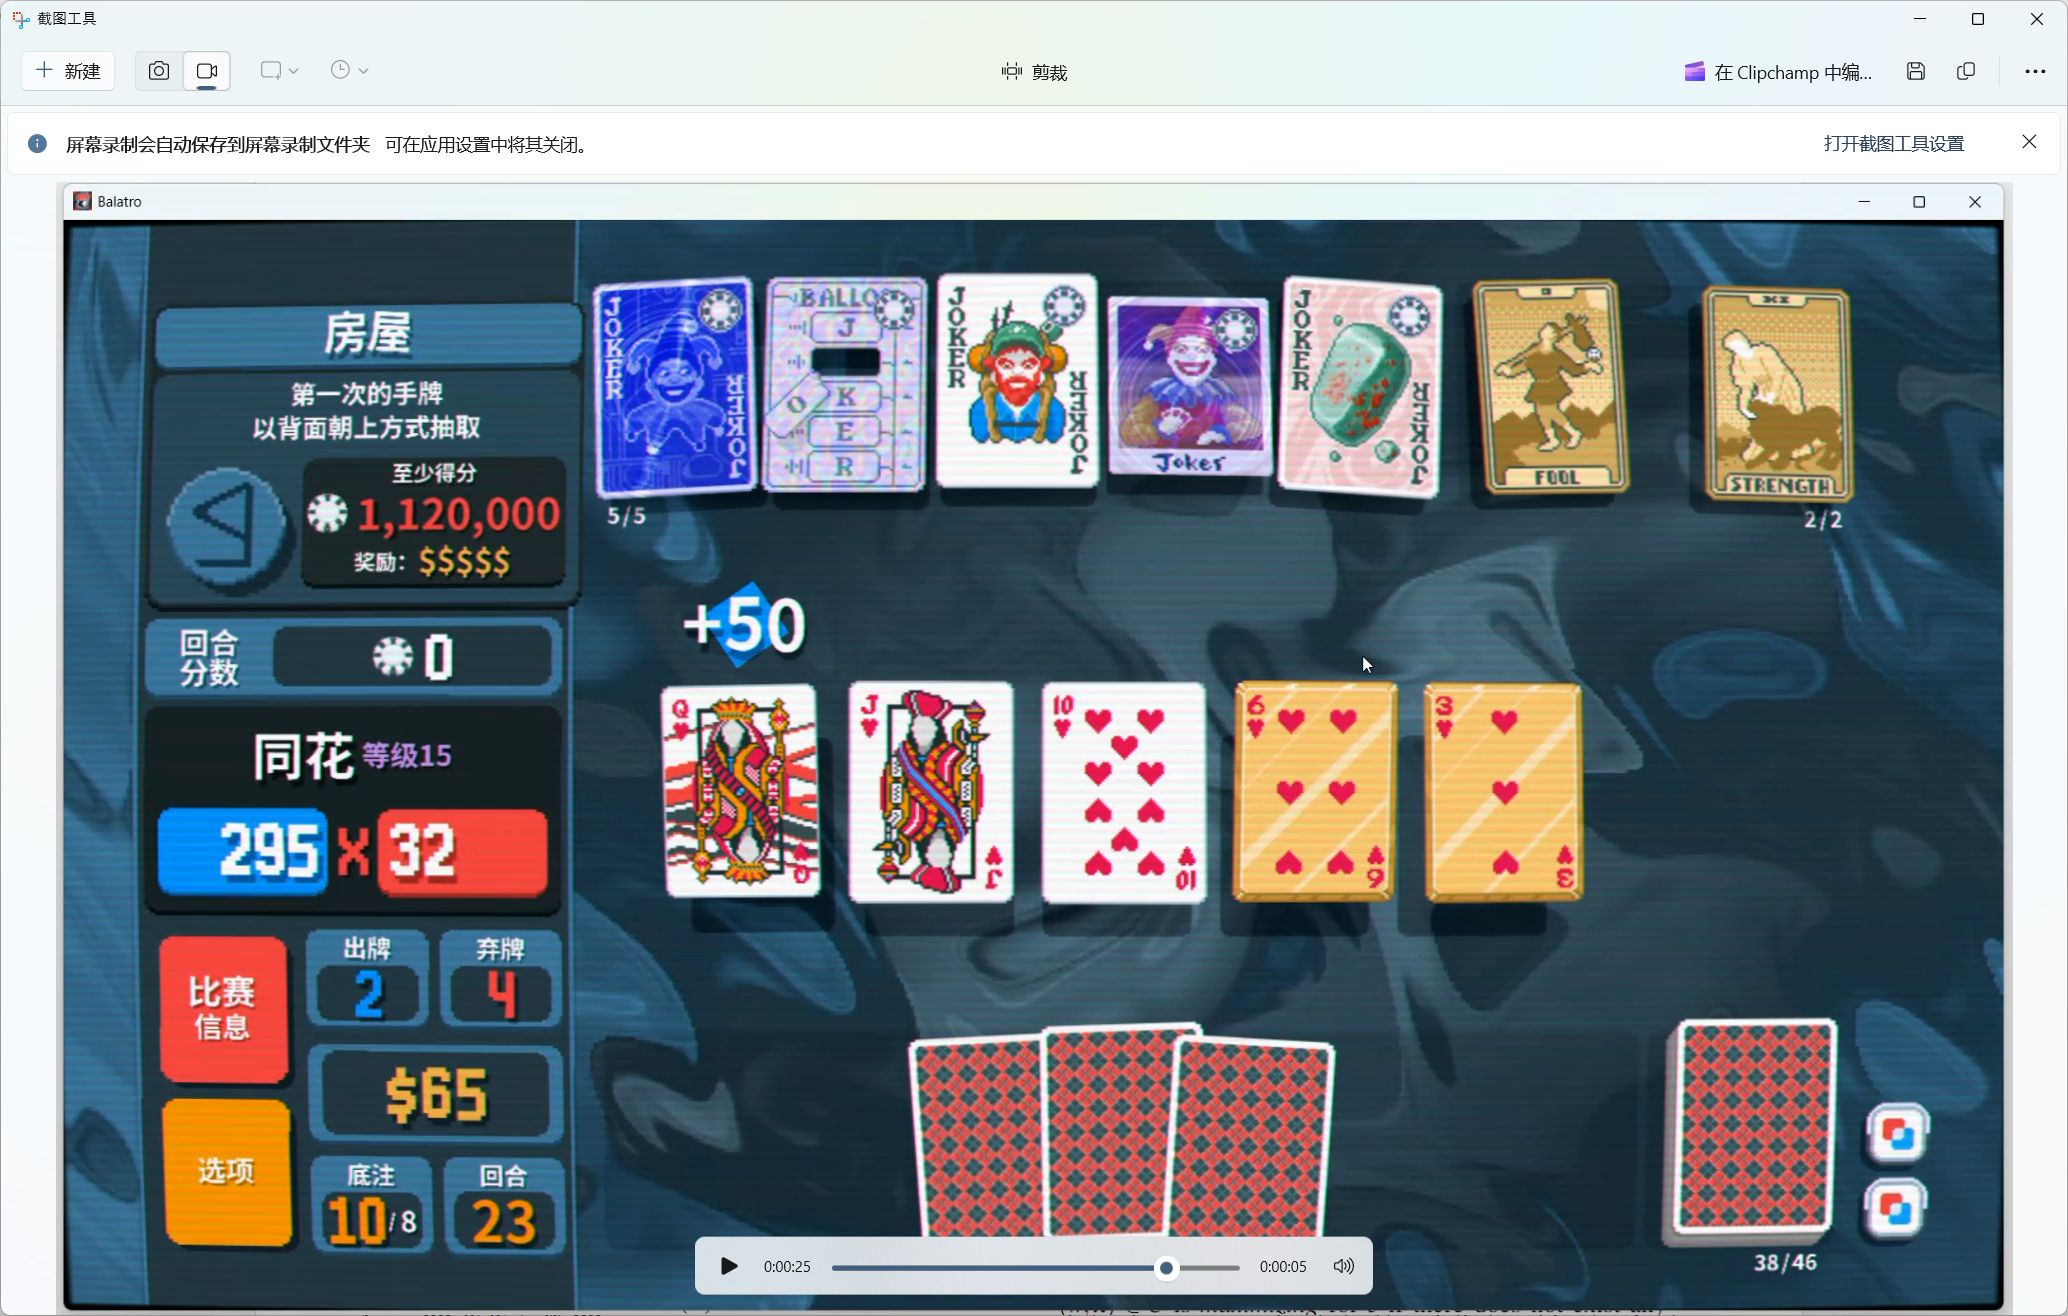 截图工具
新建
剪裁
在 Clipchamp 中编...
屏幕录制会自动保存到屏幕录制文件夹 可在应用设置中将其关闭。
打开截图工具设置
Balatro
房屋
第一次的手牌
以背面朝上方式抽取
至少得分
1,120,000
奖励: $$$$$
回合
分数
0
同花 等级15
295 X 32
比赛
信息
出牌
2
弃牌
4
$65
选项
底注
10/8
回合
23
JOKER
JOKER
BALLO
J
O
K
E
R
JOKER
JOKER
Joker
JOKER
JOKER
FOOL
STRENGTH
5/5
2/2
+50
Q
Q
J
J
10
10
6
6
3
3
38/46
0:00:25
0:00:05